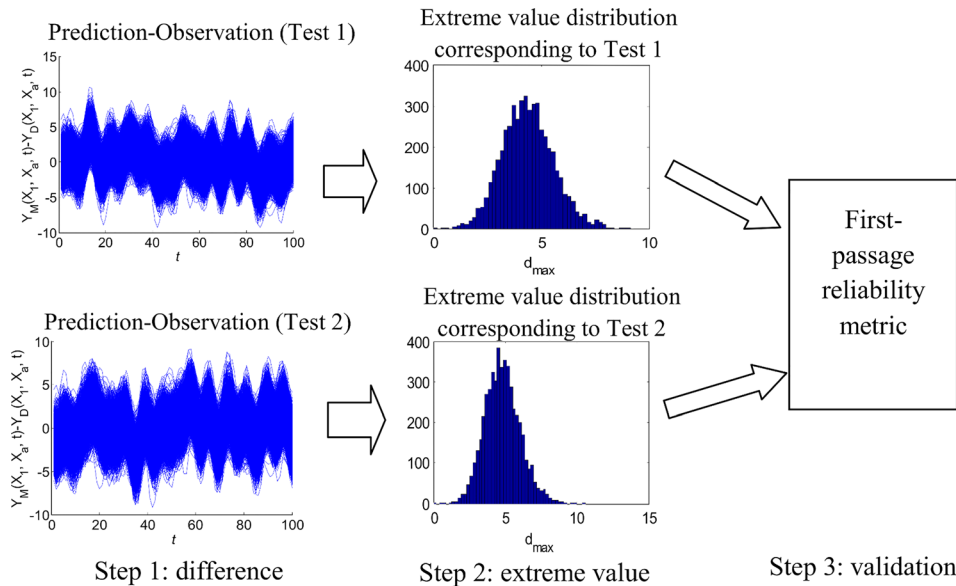 Prediction-Observation (Test 1)
Y_M(X_1, X_a, t)-Y_D(X_1, X_a, t)
15
10
5
0
-5
-10
0 20 40 60 80 100
t
Extreme value distribution
corresponding to Test 1
400
300
200
100
0
0 5 10
d_max
First-
passage
reliability
metric
Prediction-Observation (Test 2)
Y_M(X_1, X_a, t)-Y_D(X_1, X_a, t)
10
5
0
-5
-10
0 20 40 60 80 100
t
Extreme value distribution
corresponding to Test 2
400
300
200
100
0
0 5 10 15
d_max
Step 1: difference
Step 2: extreme value
Step 3: validation